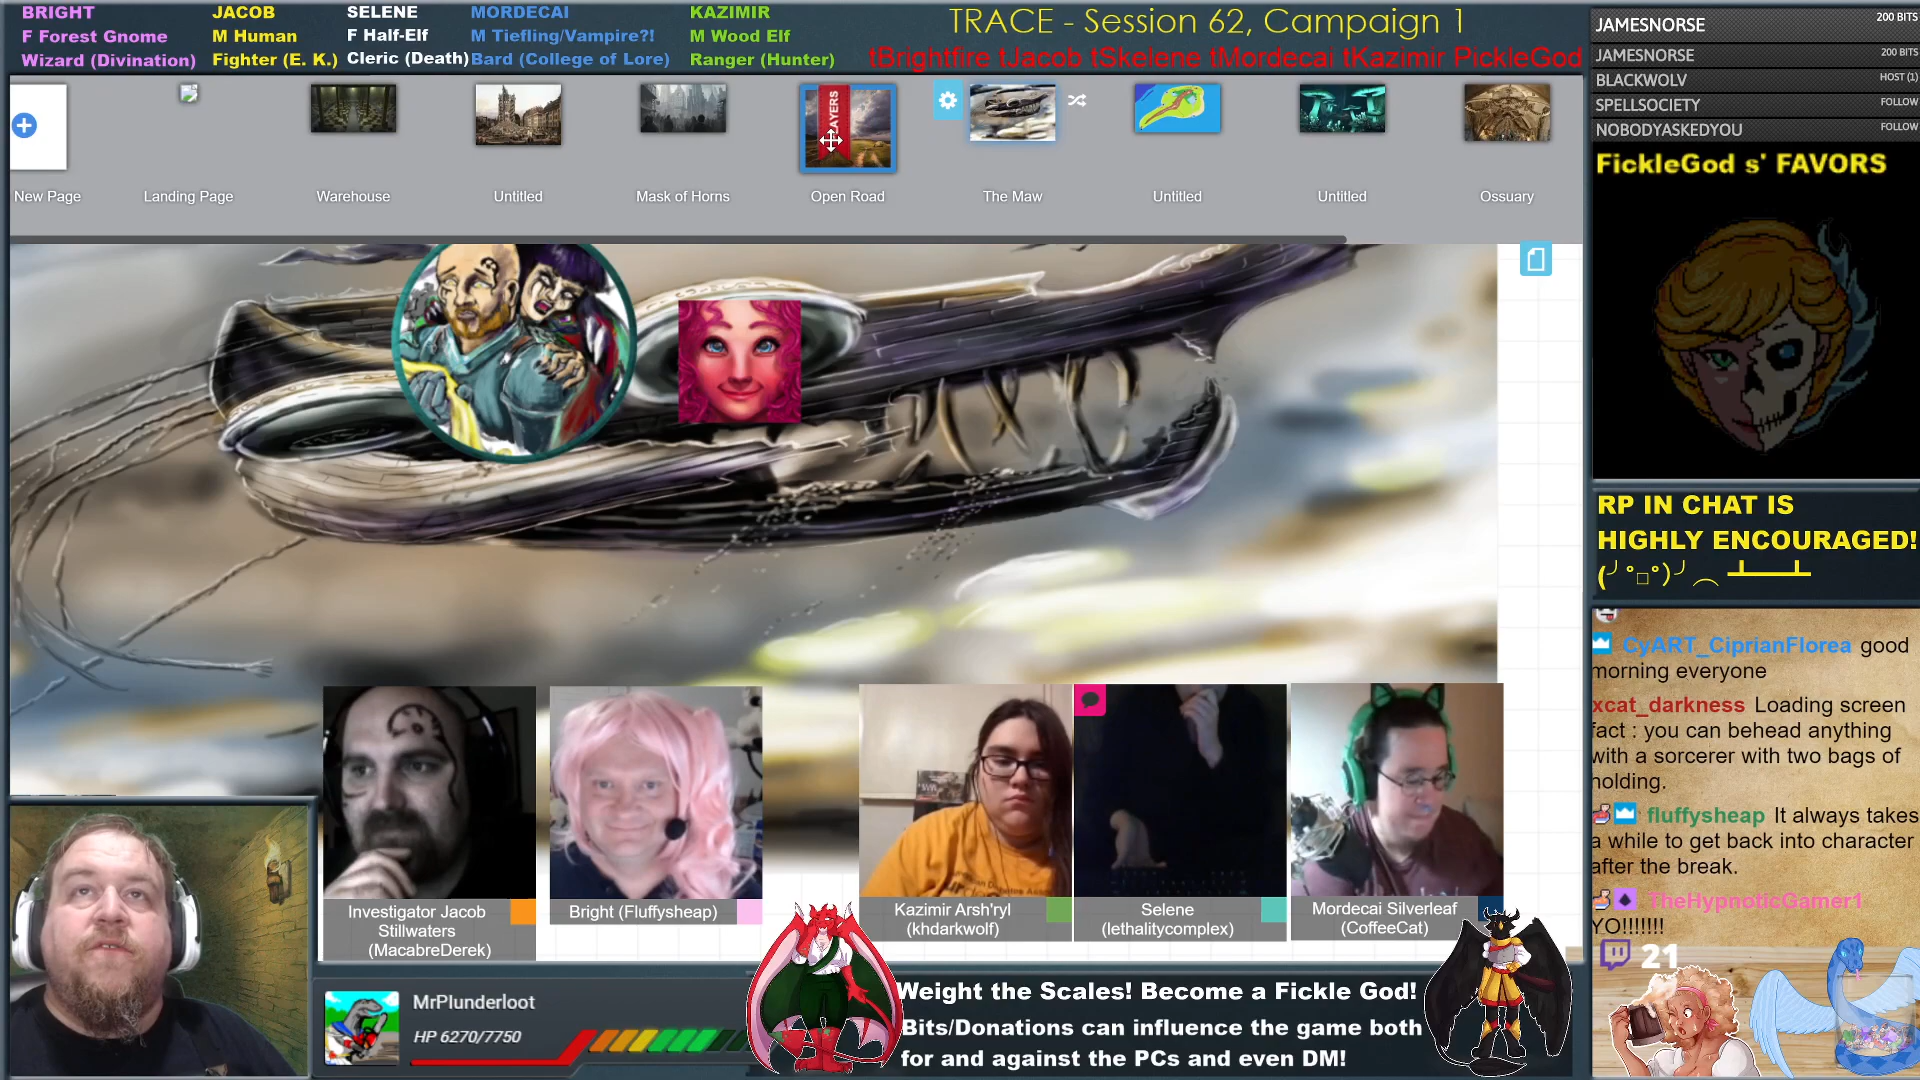 BRIGHT
F Forest Gnome
Wizard (Divination)
JACOB
M Human
Fighter (E. K.)
SELENE
F Half-Elf
Cleric (Death)
MORDECAI
M Tiefling/Vampire?!
Bard (College of Lore)
KAZIMIR
M Wood Elf
Ranger (Hunter)
TRACE - Session 62, Campaign 1
tBrightfire tJacob tSkelene tMordecai tKazimir PickleGod
JAMESNORSE 200 BITS
JAMESNORSE 200 BITS
BLACKWOLV HOST (1)
SPELLSOCIETY FOLLOW
NOBODYASKEDYOU FOLLOW
New Page
Landing Page
Warehouse
Untitled
Mask of Horns
Open Road
The Maw
Untitled
Untitled
Ossuary
FickleGod s' FAVORS
RP IN CHAT IS
HIGHLY ENCOURAGED!
(╯°□°)╯︵ ┻━┻
CyART_CiprianFlorea good
morning everyone
xcat_darkness Loading screen
fact : you can behead anything
with a sorcerer with two bags of
holding.
fluffysheap It always takes
a while to get back into character
after the break.
TheHypnoticGamer1
YO!!!!!!!
21
Investigator Jacob
Stillwaters
(MacabreDerek)
Bright (Fluffysheap)
Kazimir Arsh'ryl
(khdarkwolf)
Selene
(lethalitycomplex)
Mordecai Silverleaf
(CoffeeCat)
MrPlunderloot
HP 6270/7750
Weight the Scales! Become a Fickle God!
Bits/Donations can influence the game both
for and against the PCs and even DM!